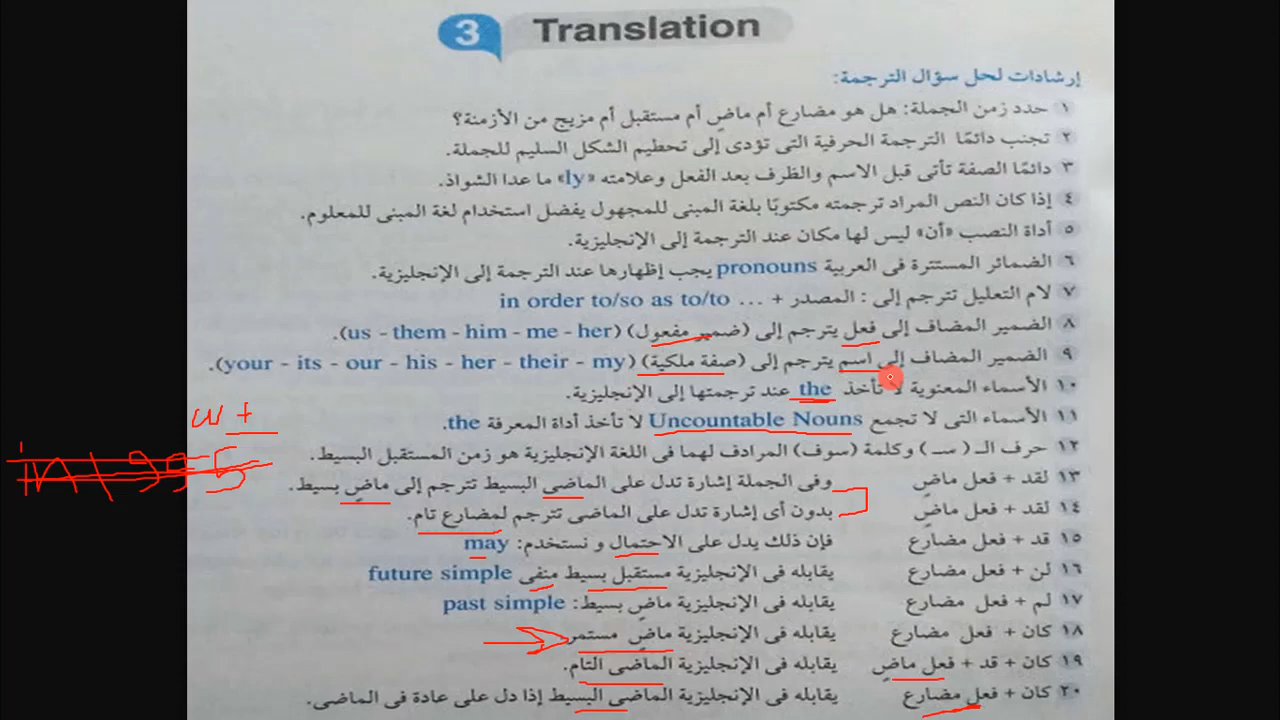 3 Translation
إرشادات لحل سؤال الترجمة:
١ حدد زمن الجملة: هل هو مضارع أم ماضٍ أم مستقبل أم مزيج من الأزمنة؟
٢ تجنب دائمًا الترجمة الحرفية التى تؤدى إلى تحطيم الشكل السليم للجملة.
٣ دائمًا الصفة تأتى قبل الاسم والظرف بعد الفعل وعلامته «ly» ما عدا الشواذ.
٤ إذا كان النص المراد ترجمته مكتوبًا بلغة المبنى للمجهول يفضل استخدام لغة المبنى للمعلوم.
٥ أداة النصب «أن» ليس لها مكان عند الترجمة إلى الإنجليزية.
٦ الضمائر المستترة فى العربية pronouns يجب إظهارها عند الترجمة إلى الإنجليزية.
٧ لام التعليل تترجم إلى : المصدر + ... in order to/so as to/to
٨ الضمير المضاف إلى فعل يترجم إلى (ضمير مفعول) (us - them - him - me - her).
٩ الضمير المضاف إلى اسم يترجم إلى (صفة ملكية) (your - its - our - his - her - their - my).
١٠ الأسماء المعنوية لا تأخذ the عند ترجمتها إلى الإنجليزية.
١١ الأسماء التى لا تجمع Uncountable Nouns لا تأخذ أداة المعرفة the.
١٢ حرف الـ ( سـ ) وكلمة (سوف) المرادف لهما فى اللغة الإنجليزية هو زمن المستقبل البسيط.
١٣ لقد + فعل ماضٍ وفى الجملة إشارة تدل على الماضى البسيط تترجم إلى ماضٍ بسيط.
١٤ لقد + فعل ماضٍ بدون أى إشارة تدل على الماضى تترجم لمضارع تام.
١٥ قد + فعل مضارع فإن ذلك يدل على الاحتمال و نستخدم: may
١٦ لن + فعل مضارع يقابله فى الإنجليزية مستقبل بسيط منفى future simple
١٧ لم + فعل مضارع يقابله فى الإنجليزية ماضٍ بسيط: past simple
١٨ كان + فعل مضارع يقابله فى الإنجليزية ماضٍ مستمر
١٩ كان + قد + فعل ماضٍ يقابله فى الإنجليزية الماضى التام.
٢٠ كان + فعل مضارع يقابله فى الإنجليزية الماضى البسيط إذا دل على عادة فى الماضى.